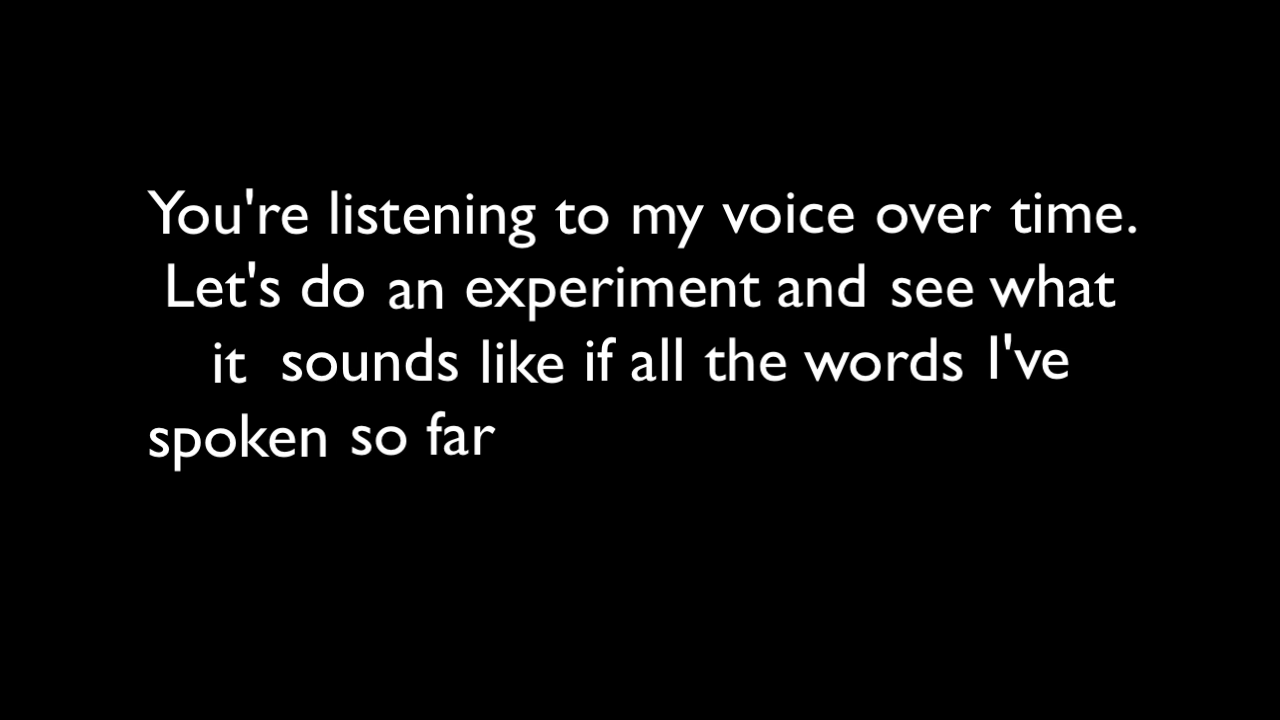 You're listening to my voice over time.
Let's do an experiment and see what
it sounds like if all the words I've
spoken so far